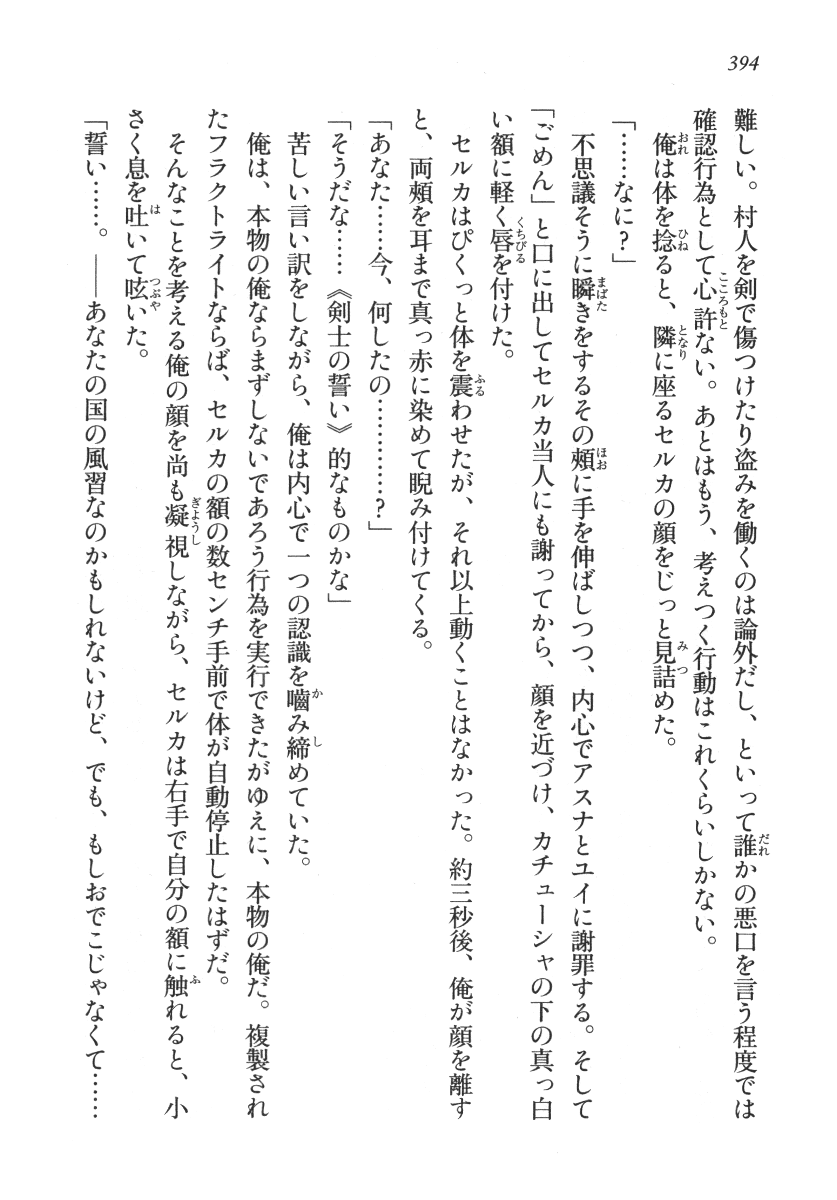 394
難しい。村人を剣で傷つけたり盗みを働くのは論外だし、といって誰かの悪口を言う程度では
確認行為として心許ない。あとはもう、考えつく行動はこれくらいしかない。
俺は体を捻ると、隣に座るセルカの顔をじっと見詰めた。
「……なに？」
不思議そうに瞬きをするその頰に手を伸ばしつつ、内心でアスナとユイに謝罪する。そして
「ごめん」と口に出してセルカ当人にも謝ってから、顔を近づけ、カチューシャの下の真っ白
い額に軽く唇を付けた。
セルカはぴくっと体を震わせたが、それ以上動くことはなかった。約三秒後、俺が顔を離す
と、両頰を耳まで真っ赤に染めて睨み付けてくる。
「あなた……今、何したの…………？」
「そうだな……《剣士の誓い》的なものかな」
苦しい言い訳をしながら、俺は内心で一つの認識を嚙み締めていた。
俺は、本物の俺ならまずしないであろう行為を実行できたがゆえに、本物の俺だ。複製され
たフラクトライトならば、セルカの額の数センチ手前で体が自動停止したはずだ。
そんなことを考える俺の顔を尚も凝視しながら、セルカは右手で自分の額に触れると、小
さく息を吐いて呟いた。
「誓い……。――あなたの国の風習なのかもしれないけど、でも、もしおでこじゃなくて……